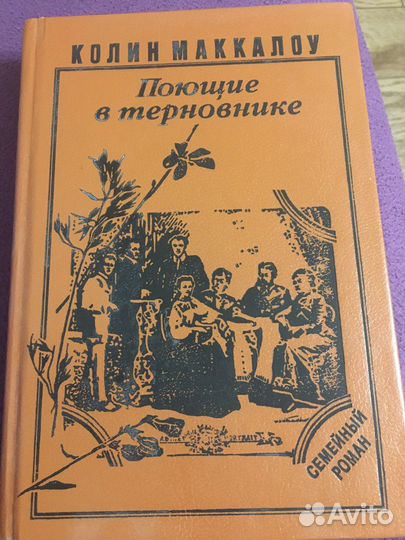 КОЛИН МАККАЛОУ
Поющие
в терновнике
СЕМЕЙНЫЙ
РОМАН
Avito